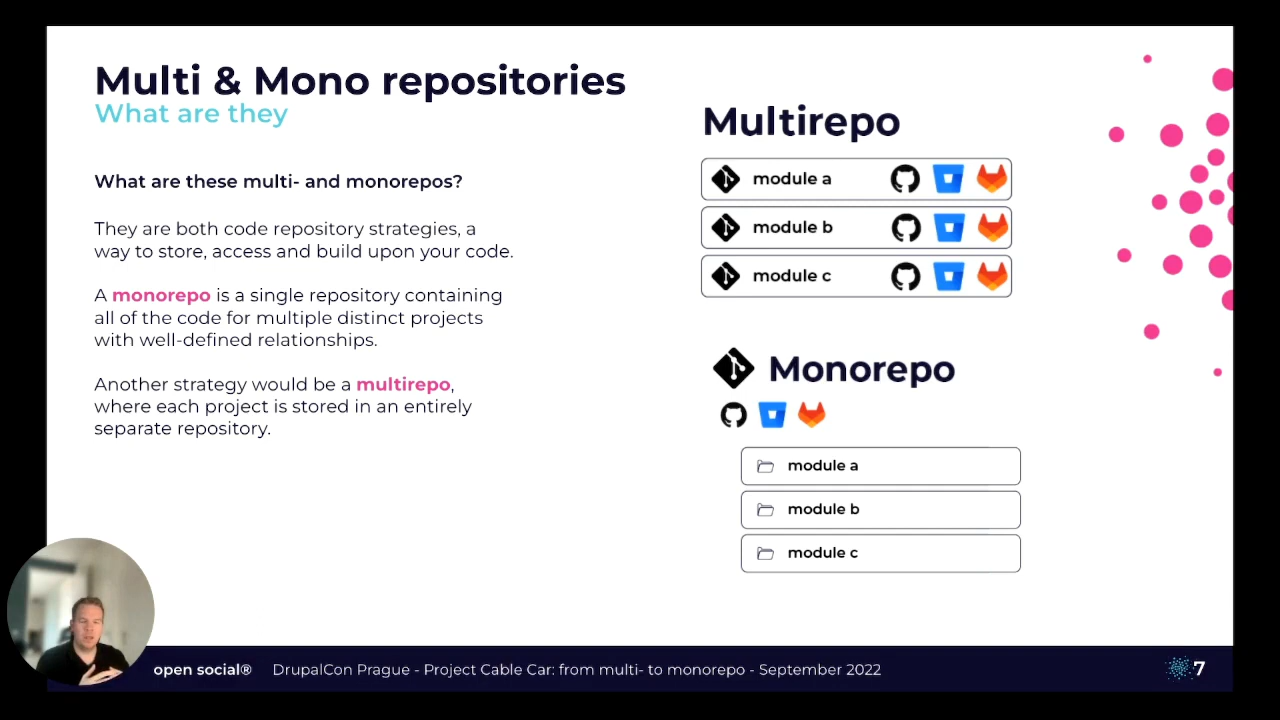 Multi & Mono repositories
What are they
What are these multi- and monorepos?
They are both code repository strategies, a
way to store, access and build upon your code.
A monorepo is a single repository containing
all of the code for multiple distinct projects
with well-defined relationships.
Another strategy would be a multirepo,
where each project is stored in an entirely
separate repository.
Multirepo
module a
module b
module c
Monorepo
module a
module b
module c
open social® DrupalCon Prague - Project Cable Car: from multi- to monorepo - September 2022 7